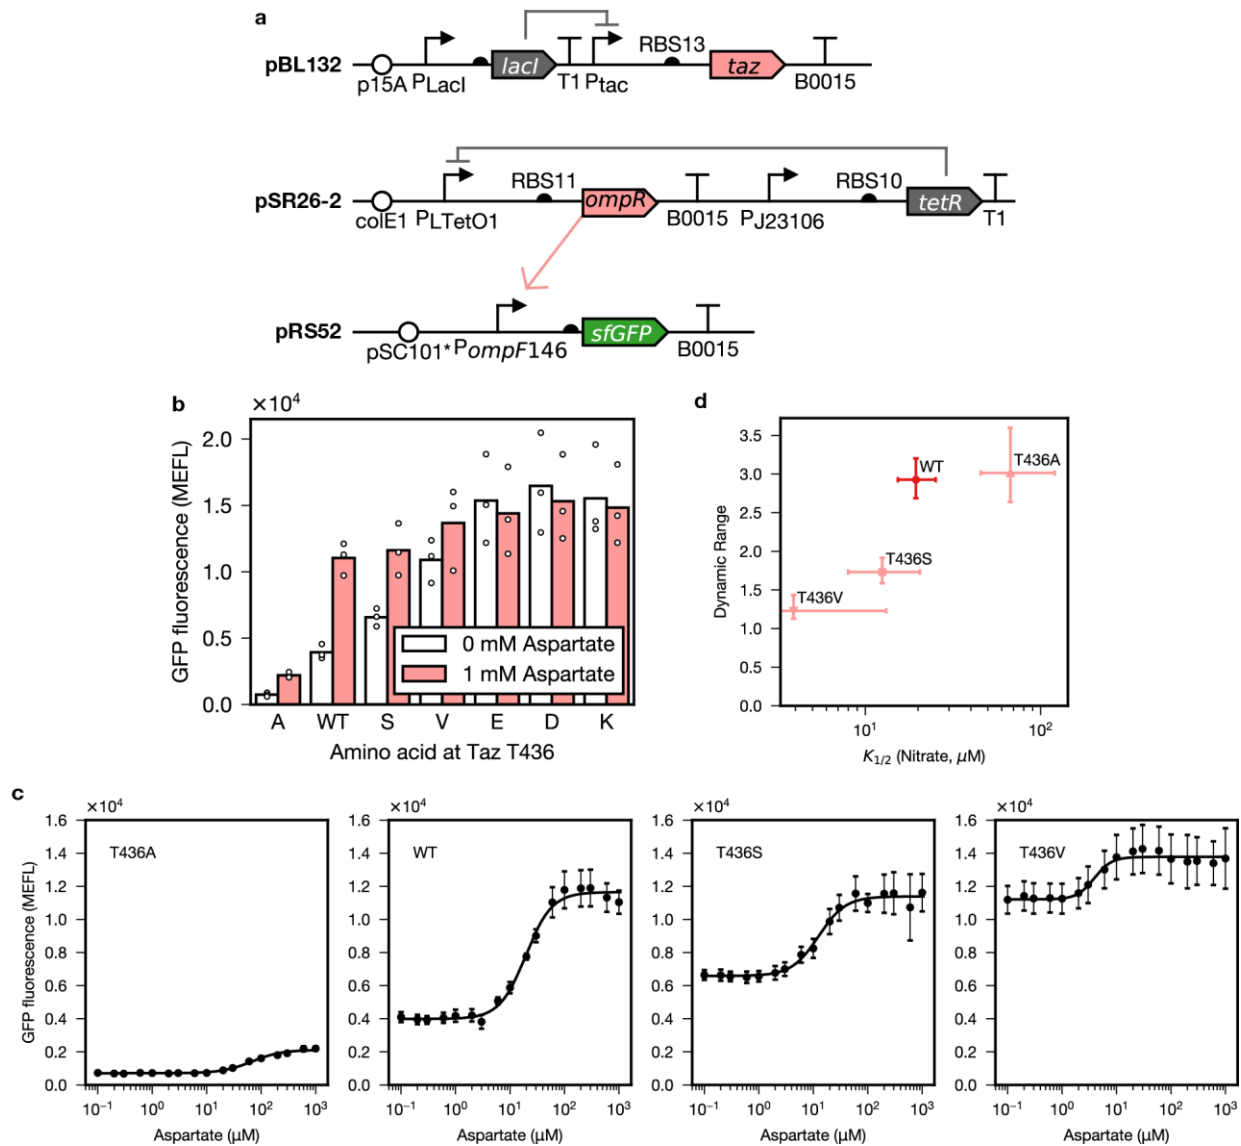 a
pBL132
p15A
PLacI
lacI
T1
Ptac
RBS13
taz
B0015
pSR26-2
colE1
PLTetO1
RBS11
ompR
B0015
PJ23106
RBS10
tetR
T1
pRS52
pSC101*
PompF146
sfGFP
B0015
b
×10⁴
GFP fluorescence (MEFL)
2.0
1.5
1.0
0.5
0.0
0 mM Aspartate
1 mM Aspartate
A WT S V E D K
Amino acid at Taz T436
d
Dynamic Range
3.5
3.0
2.5
2.0
1.5
1.0
0.5
0.0
WT
T436A
T436S
T436V
10¹ 10²
K1/2 (Nitrate, μM)
c
×10⁴
GFP fluorescence (MEFL)
1.6
1.4
1.2
1.0
0.8
0.6
0.4
0.2
0.0
T436A
10⁻¹ 10⁰ 10¹ 10² 10³
Aspartate (μM)
×10⁴
1.6
1.4
1.2
1.0
0.8
0.6
0.4
0.2
0.0
WT
10⁻¹ 10⁰ 10¹ 10² 10³
Aspartate (μM)
×10⁴
1.6
1.4
1.2
1.0
0.8
0.6
0.4
0.2
0.0
T436S
10⁻¹ 10⁰ 10¹ 10² 10³
Aspartate (μM)
×10⁴
1.6
1.4
1.2
1.0
0.8
0.6
0.4
0.2
0.0
T436V
10⁻¹ 10⁰ 10¹ 10² 10³
Aspartate (μM)